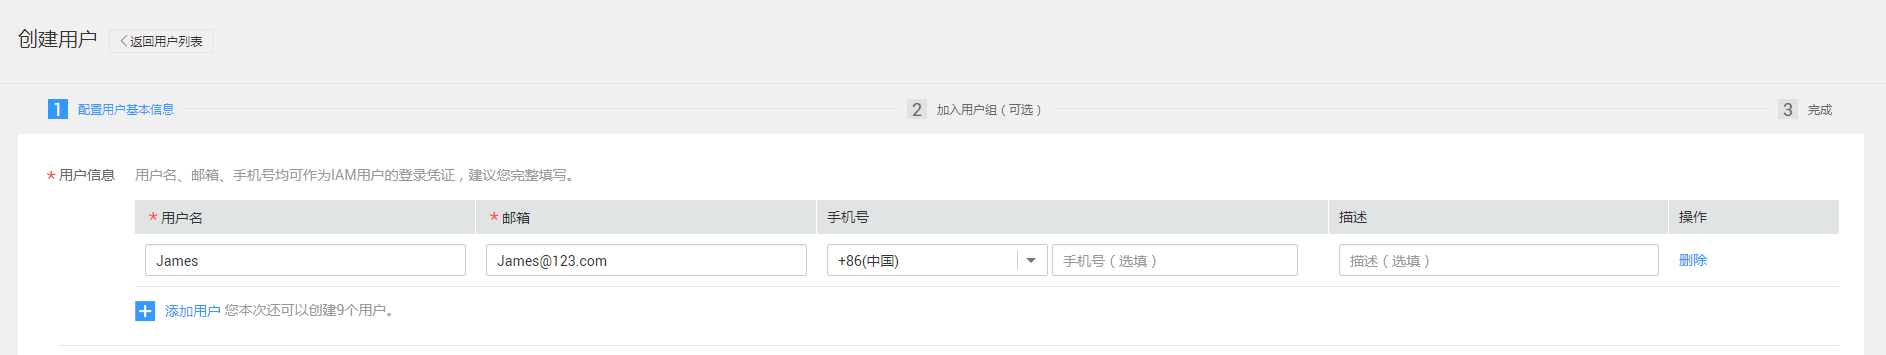 创建用户 返回用户列表
1 配置用户基本信息 2 加入用户组（可选） 3 完成
* 用户信息 用户名、邮箱、手机号均可作为IAM用户的登录凭证，建议您完整填写。
* 用户名 * 邮箱 手机号 描述 操作
James James@123.com +86(中国) 手机号（选填） 描述（选填） 删除
添加用户 您本次还可以创建9个用户。